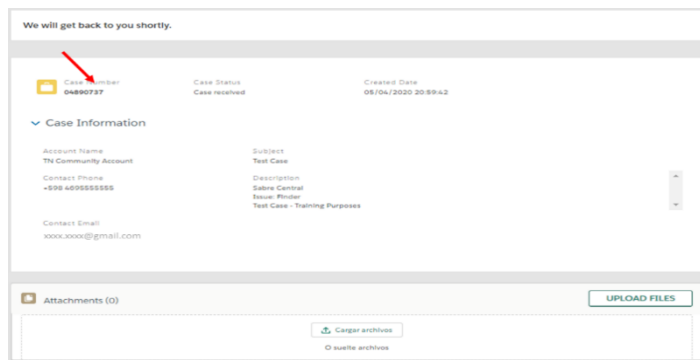 We will get back to you shortly.
Case Number
Case Status
Created Date
04890737
Case received
05/04/2020 20:59:42
Case Information
Account Name
Subject
TN Community Account
Test Case
Contact Phone
Description
+598 4695555555
Sabre Central
Issue: Finder
Test Case - Training Purposes
Contact Email
xxxx.xxxx@gmail.com
Attachments (0)
UPLOAD FILES
Cargar archivos
O suelte archivos